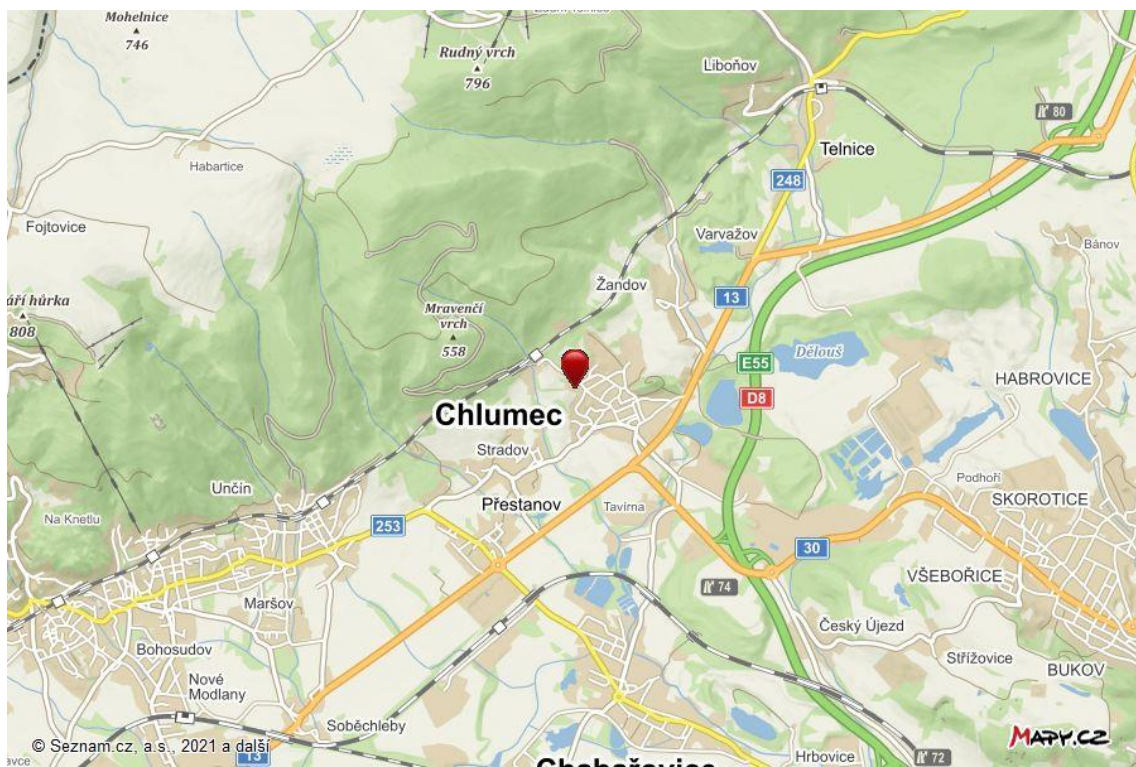 Mohelnice
746
Rudný vrch
796
Liboňov
80
Telnice
Habartice
248
Fojtovice
Varvažov
Bánov
Žandov
13
Mravenčí
vrch
558
hůrka
808
E55
D8
Dělouš
HABROVICE
Chlumec
Stradov
Unčín
Podhoří
SKOROTICE
Přestanov
Tavírna
Na Knetlu
253
30
74
VŠEBOŘICE
Maršov
Český Újezd
Střížovice
BUKOV
Bohosudov
Nové
Modlany
Soběchleby
© Seznam.cz, a.s., 2021 a další
13
Hrbovice
72
MAPY.CZ